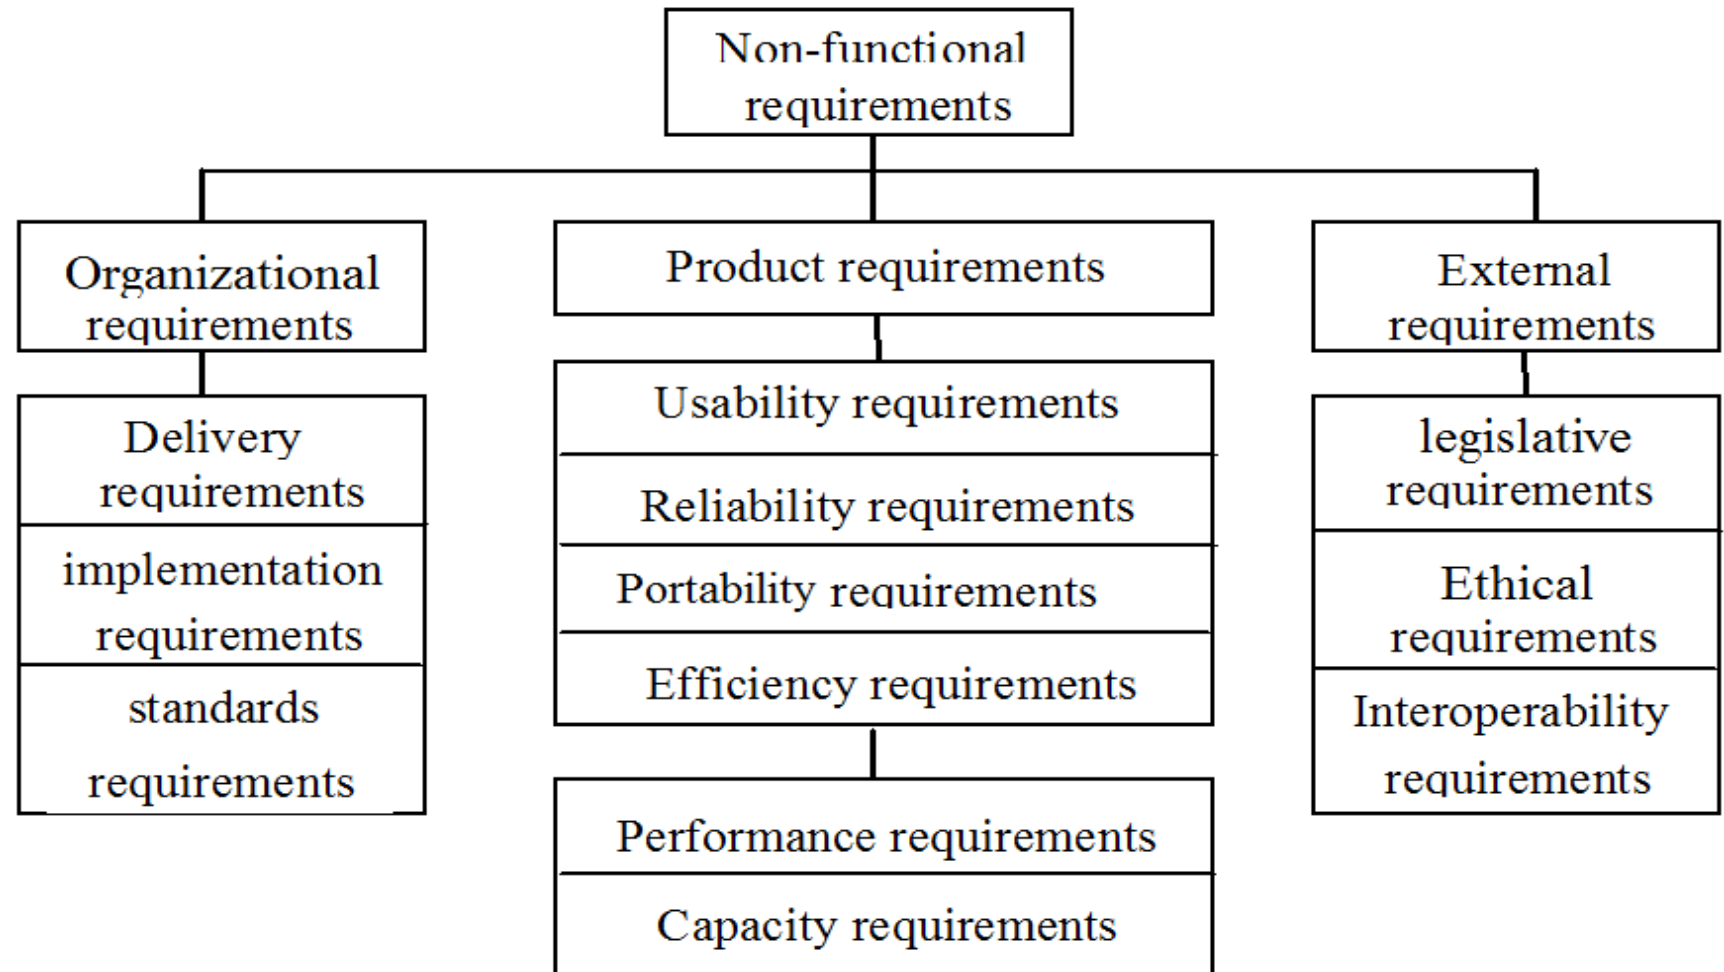 Non-functional
requirements
Organizational
requirements
Delivery
requirements
implementation
requirements
standards
requirements
Product requirements
Usability requirements
Reliability requirements
Portability requirements
Efficiency requirements
Performance requirements
Capacity requirements
External
requirements
legislative
requirements
Ethical
requirements
Interoperability
requirements